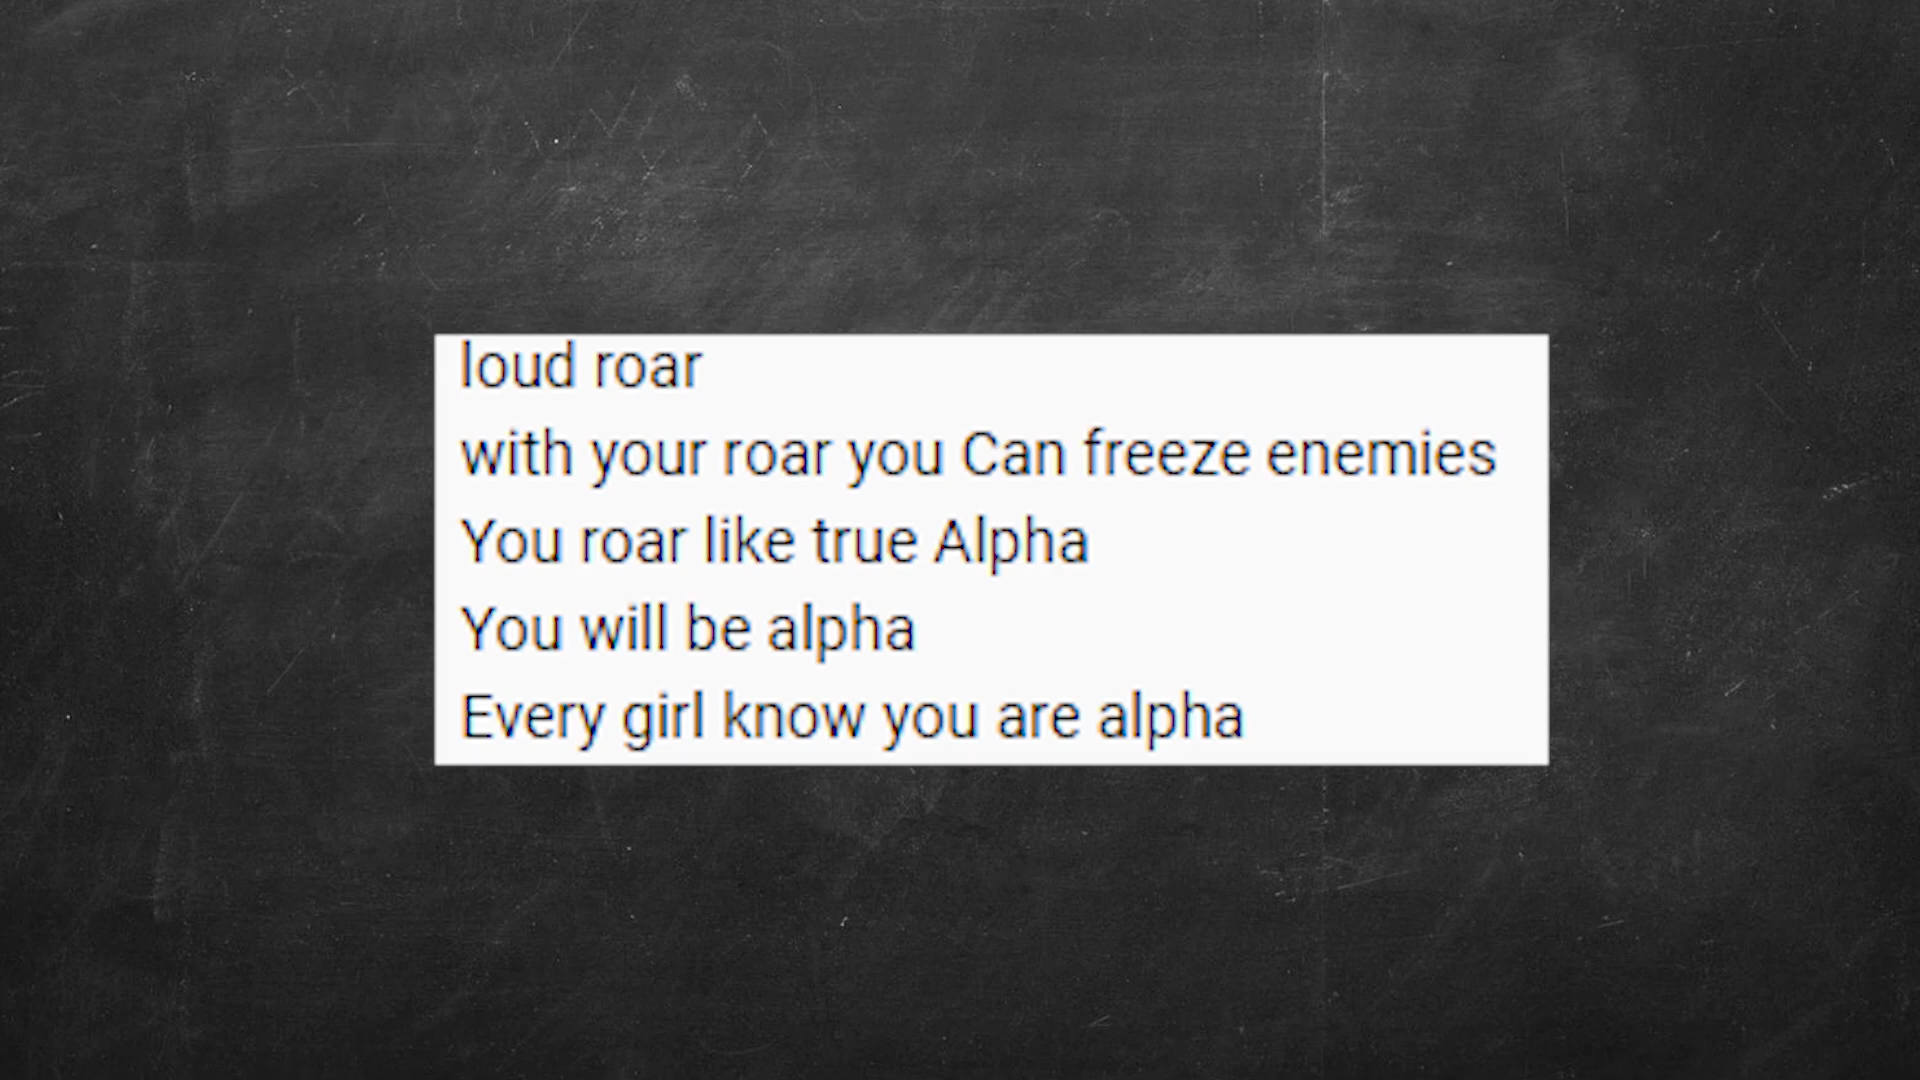 loud roar
with your roar you Can freeze enemies
You roar like true Alpha
You will be alpha
Every girl know you are alpha